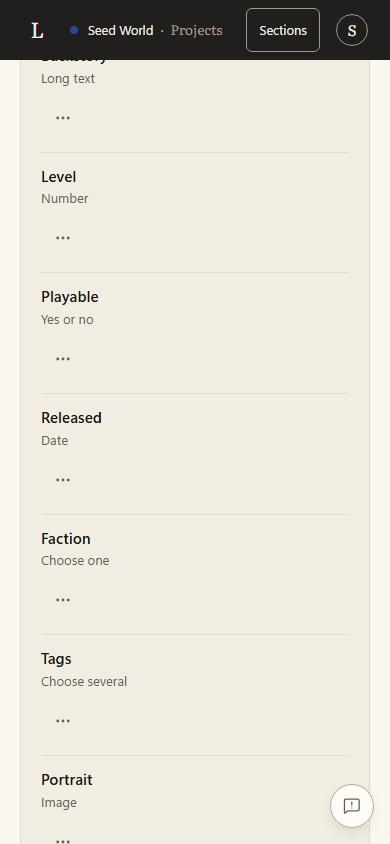 L
Seed World · Projects
Sections
S
Backstory
Long text
...
Level
Number
...
Playable
Yes or no
...
Released
Date
...
Faction
Choose one
...
Tags
Choose several
...
Portrait
Image
...